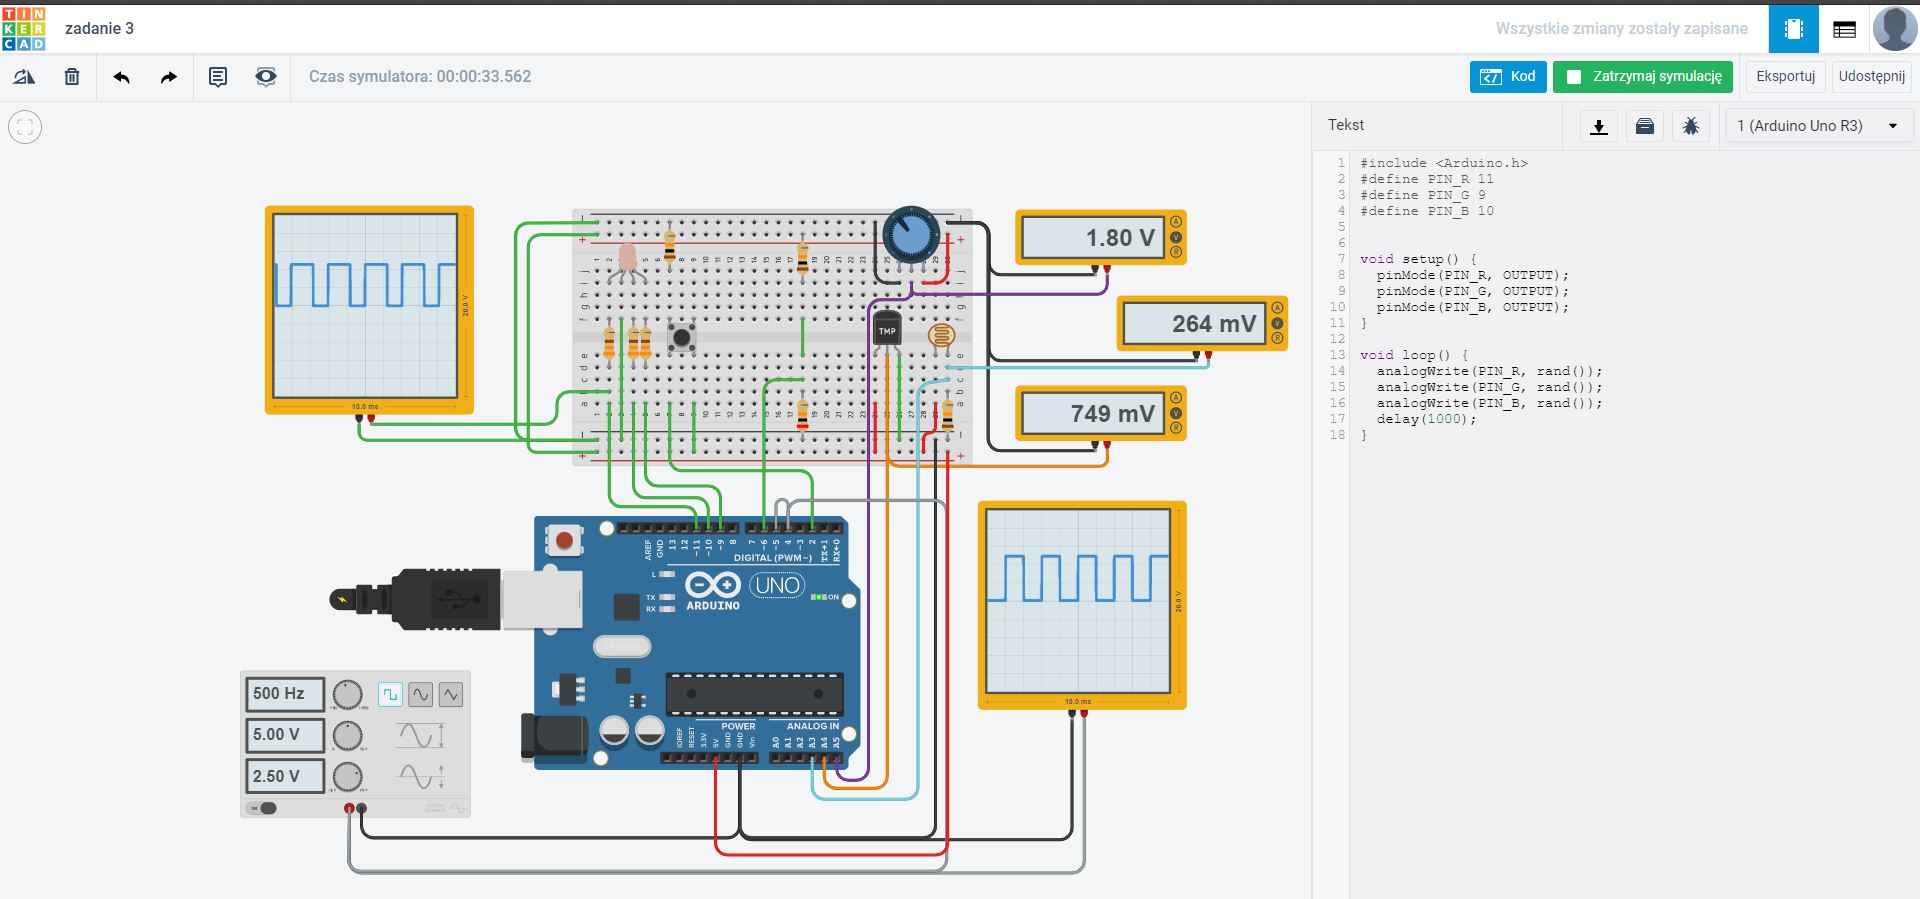 TIN
KER
CAD
zadanie 3
Wszystkie zmiany zostały zapisane
Czas symulatora: 00:00:33.562
Kod
Zatrzymaj symulację
Eksportuj
Udostępnij
Tekst
1 (Arduino Uno R3)
1 #include <Arduino.h>
2 #define PIN_R 11
3 #define PIN_G 9
4 #define PIN_B 10
5
6
7 void setup() {
8 pinMode(PIN_R, OUTPUT);
9 pinMode(PIN_G, OUTPUT);
10 pinMode(PIN_B, OUTPUT);
11 }
12
13 void loop() {
14 analogWrite(PIN_R, rand());
15 analogWrite(PIN_G, rand());
16 analogWrite(PIN_B, rand());
17 delay(1000);
18 }
20.0 V
10.0 ms
1.80 V
A
V
R
264 mV
A
V
R
749 mV
A
V
R
TMP
20.0 V
10.0 ms
AREF
GND
13
12
~11
~10
~9
8
7
~6
~5
4
~3
2
TX→1
RX←0
DIGITAL (PWM~)
L
TX
RX
ARDUINO
UNO
ON
POWER
ANALOG IN
IOREF
RESET
3.3V
5V
GND
GND
Vin
A0
A1
A2
A3
A4
A5
500 Hz
5.00 V
2.50 V
ON